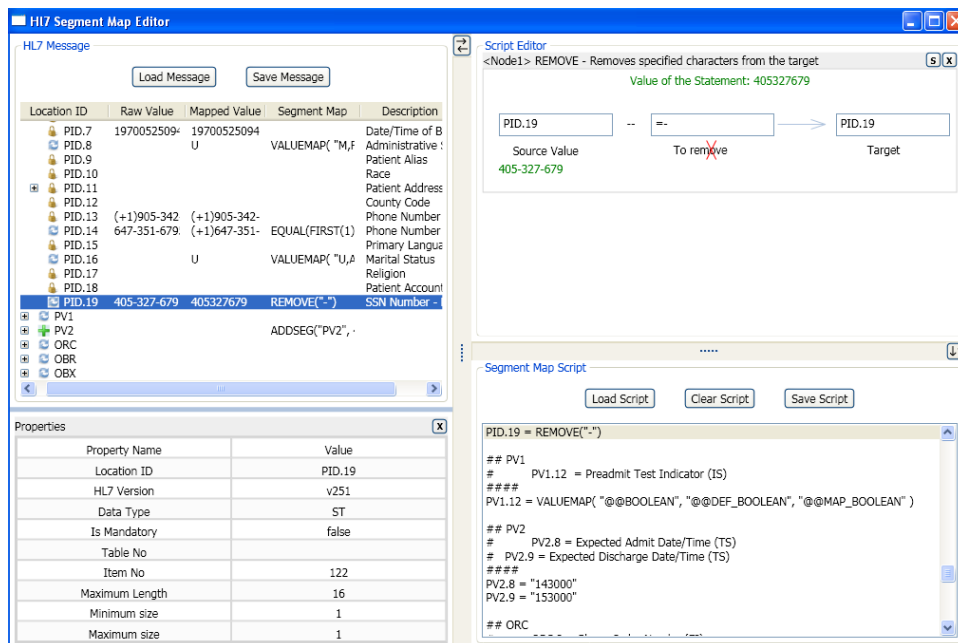 Hl7 Segment Map Editor
HL7 Message
Load Message Save Message
Location ID Raw Value Mapped Value Segment Map Description
PID.7 19700525094 19700525094 Date/Time of B
PID.8 U VALUEMAP( "M,F Administrative S
PID.9 Patient Alias
PID.10 Race
PID.11 Patient Address
PID.12 County Code
PID.13 (+1)905-342 (+1)905-342- Phone Number
PID.14 647-351-679 (+1)647-351- EQUAL(FIRST(1) Phone Number
PID.15 Primary Langua
PID.16 U VALUEMAP( "U,A Marital Status
PID.17 Religion
PID.18 Patient Account
PID.19 405-327-679 405327679 REMOVE("-") SSN Number -
PV1
PV2 ADDSEG("PV2", -
ORC
OBR
OBX
Properties X
Property Name Value
Location ID PID.19
HL7 Version v251
Data Type ST
Is Mandatory false
Table No
Item No 122
Maximum Length 16
Minimum size 1
Maximum size 1
Script Editor
<Node1> REMOVE - Removes specified characters from the target S X
Value of the Statement: 405327679
PID.19 -- =- PID.19
Source Value To remove Target
405-327-679
Segment Map Script
Load Script Clear Script Save Script
PID.19 = REMOVE("-")
## PV1
# PV1.12 = Preadmit Test Indicator (IS)
####
PV1.12 = VALUEMAP( "@@BOOLEAN", "@@DEF_BOOLEAN", "@@MAP_BOOLEAN" )
## PV2
# PV2.8 = Expected Admit Date/Time (TS)
# PV2.9 = Expected Discharge Date/Time (TS)
####
PV2.8 = "143000"
PV2.9 = "153000"
## ORC